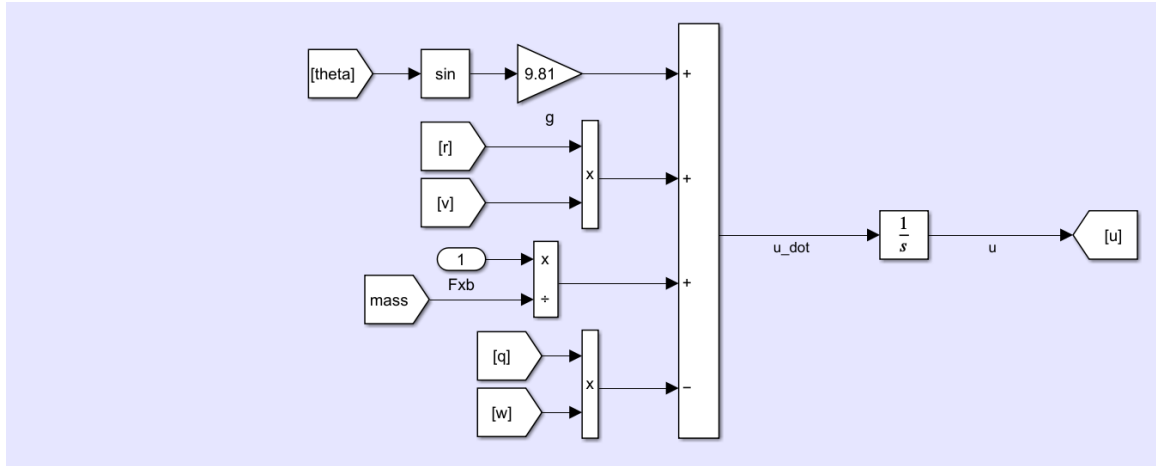 [theta]
sin
9.81
+
g
[r]
x
+
[v]
1
x
Fxb
mass
÷
+
u_dot
1
s
u
[u]
[q]
x
−
[w]